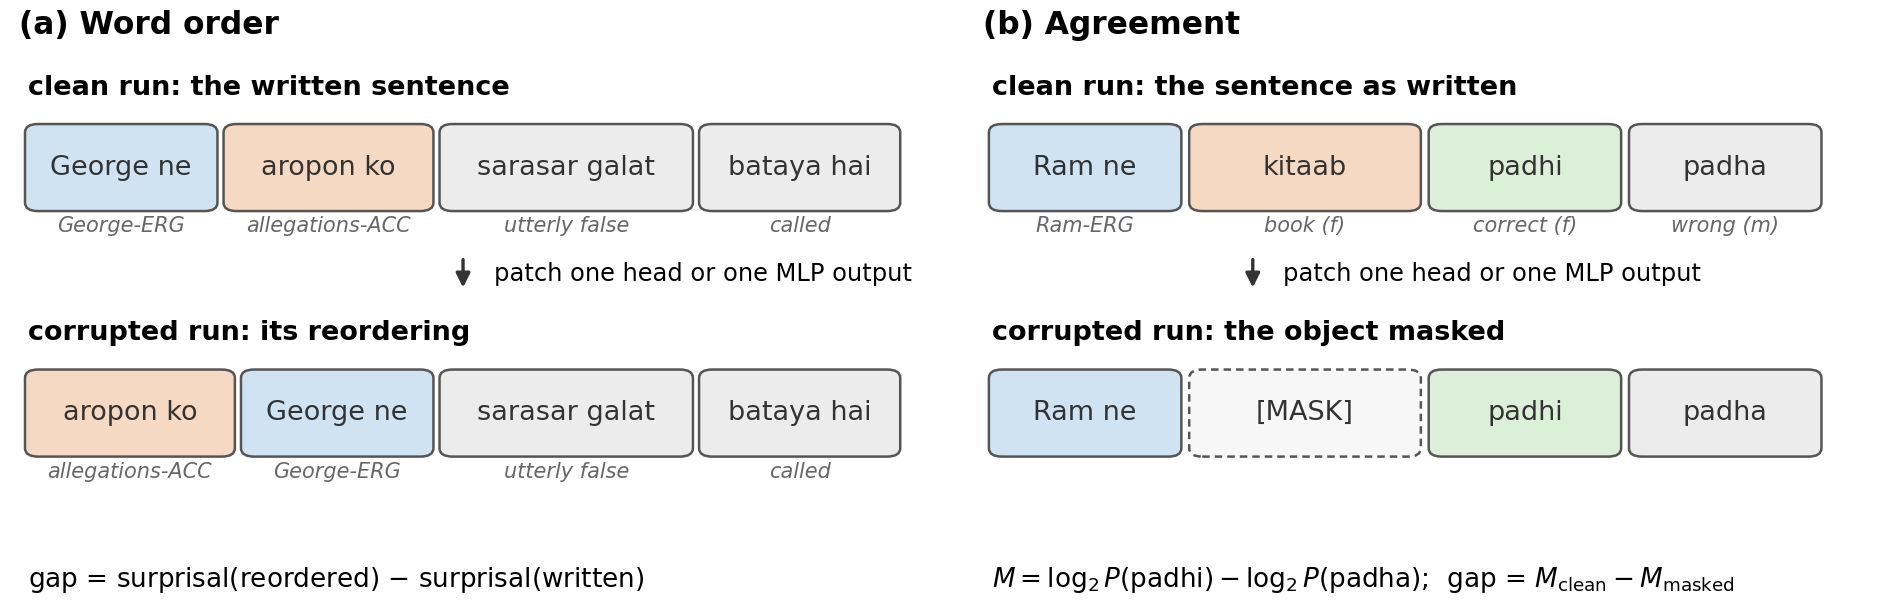 (a) Word order
clean run: the written sentence
George ne aropon ko sarasar galat bataya hai
George-ERG allegations-ACC utterly false called
patch one head or one MLP output
corrupted run: its reordering
aropon ko George ne sarasar galat bataya hai
allegations-ACC George-ERG utterly false called
gap = surprisal(reordered) − surprisal(written)
(b) Agreement
clean run: the sentence as written
Ram ne kitaab padhi padha
Ram-ERG book (f) correct (f) wrong (m)
patch one head or one MLP output
corrupted run: the object masked
Ram ne [MASK] padhi padha
M = log₂ P(padhi) − log₂ P(padha);  gap = M_clean − M_masked